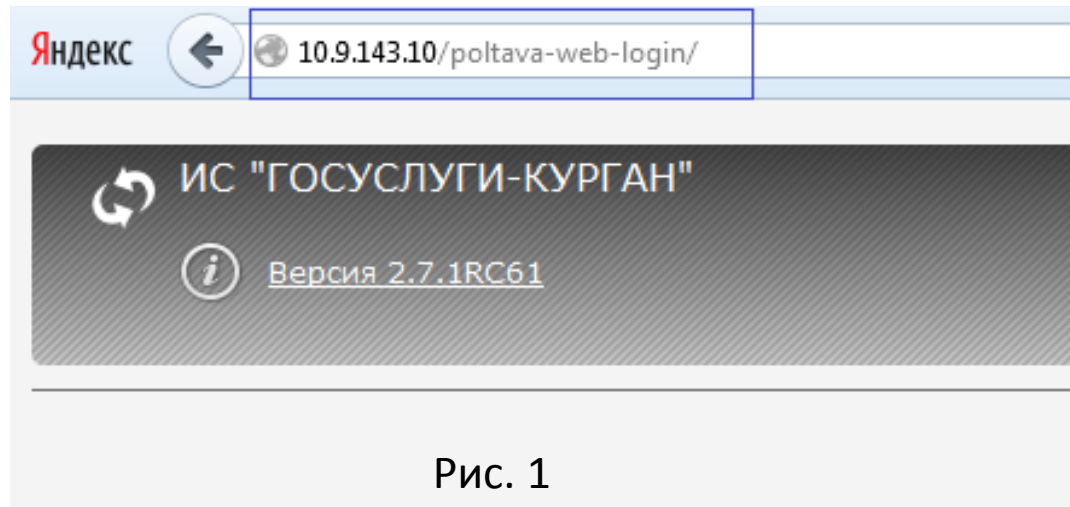 Яндекс 10.9.143.10/poltava-web-login/
ИС "ГОСУСЛУГИ-КУРГАН"
i Версия 2.7.1RC61
Рис. 1